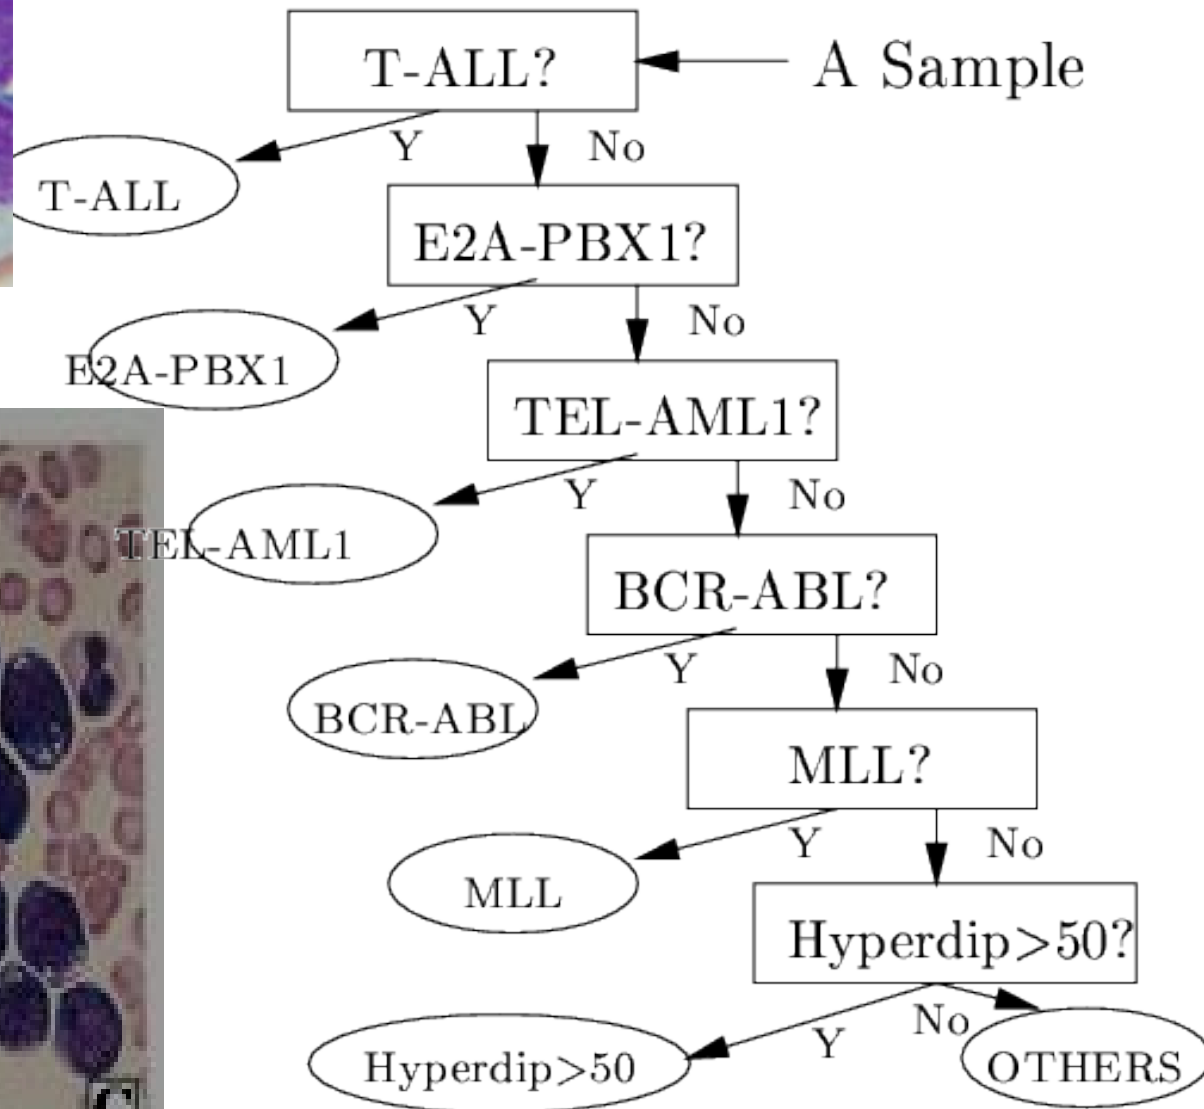 T-ALL?
A Sample
Y
No
T-ALL
E2A-PBX1?
Y
No
E2A-PBX1
TEL-AML1?
Y
No
TEL-AML1
BCR-ABL?
Y
No
BCR-ABL
MLL?
Y
No
MLL
Hyperdip>50?
Y
No
Hyperdip>50
OTHERS
C